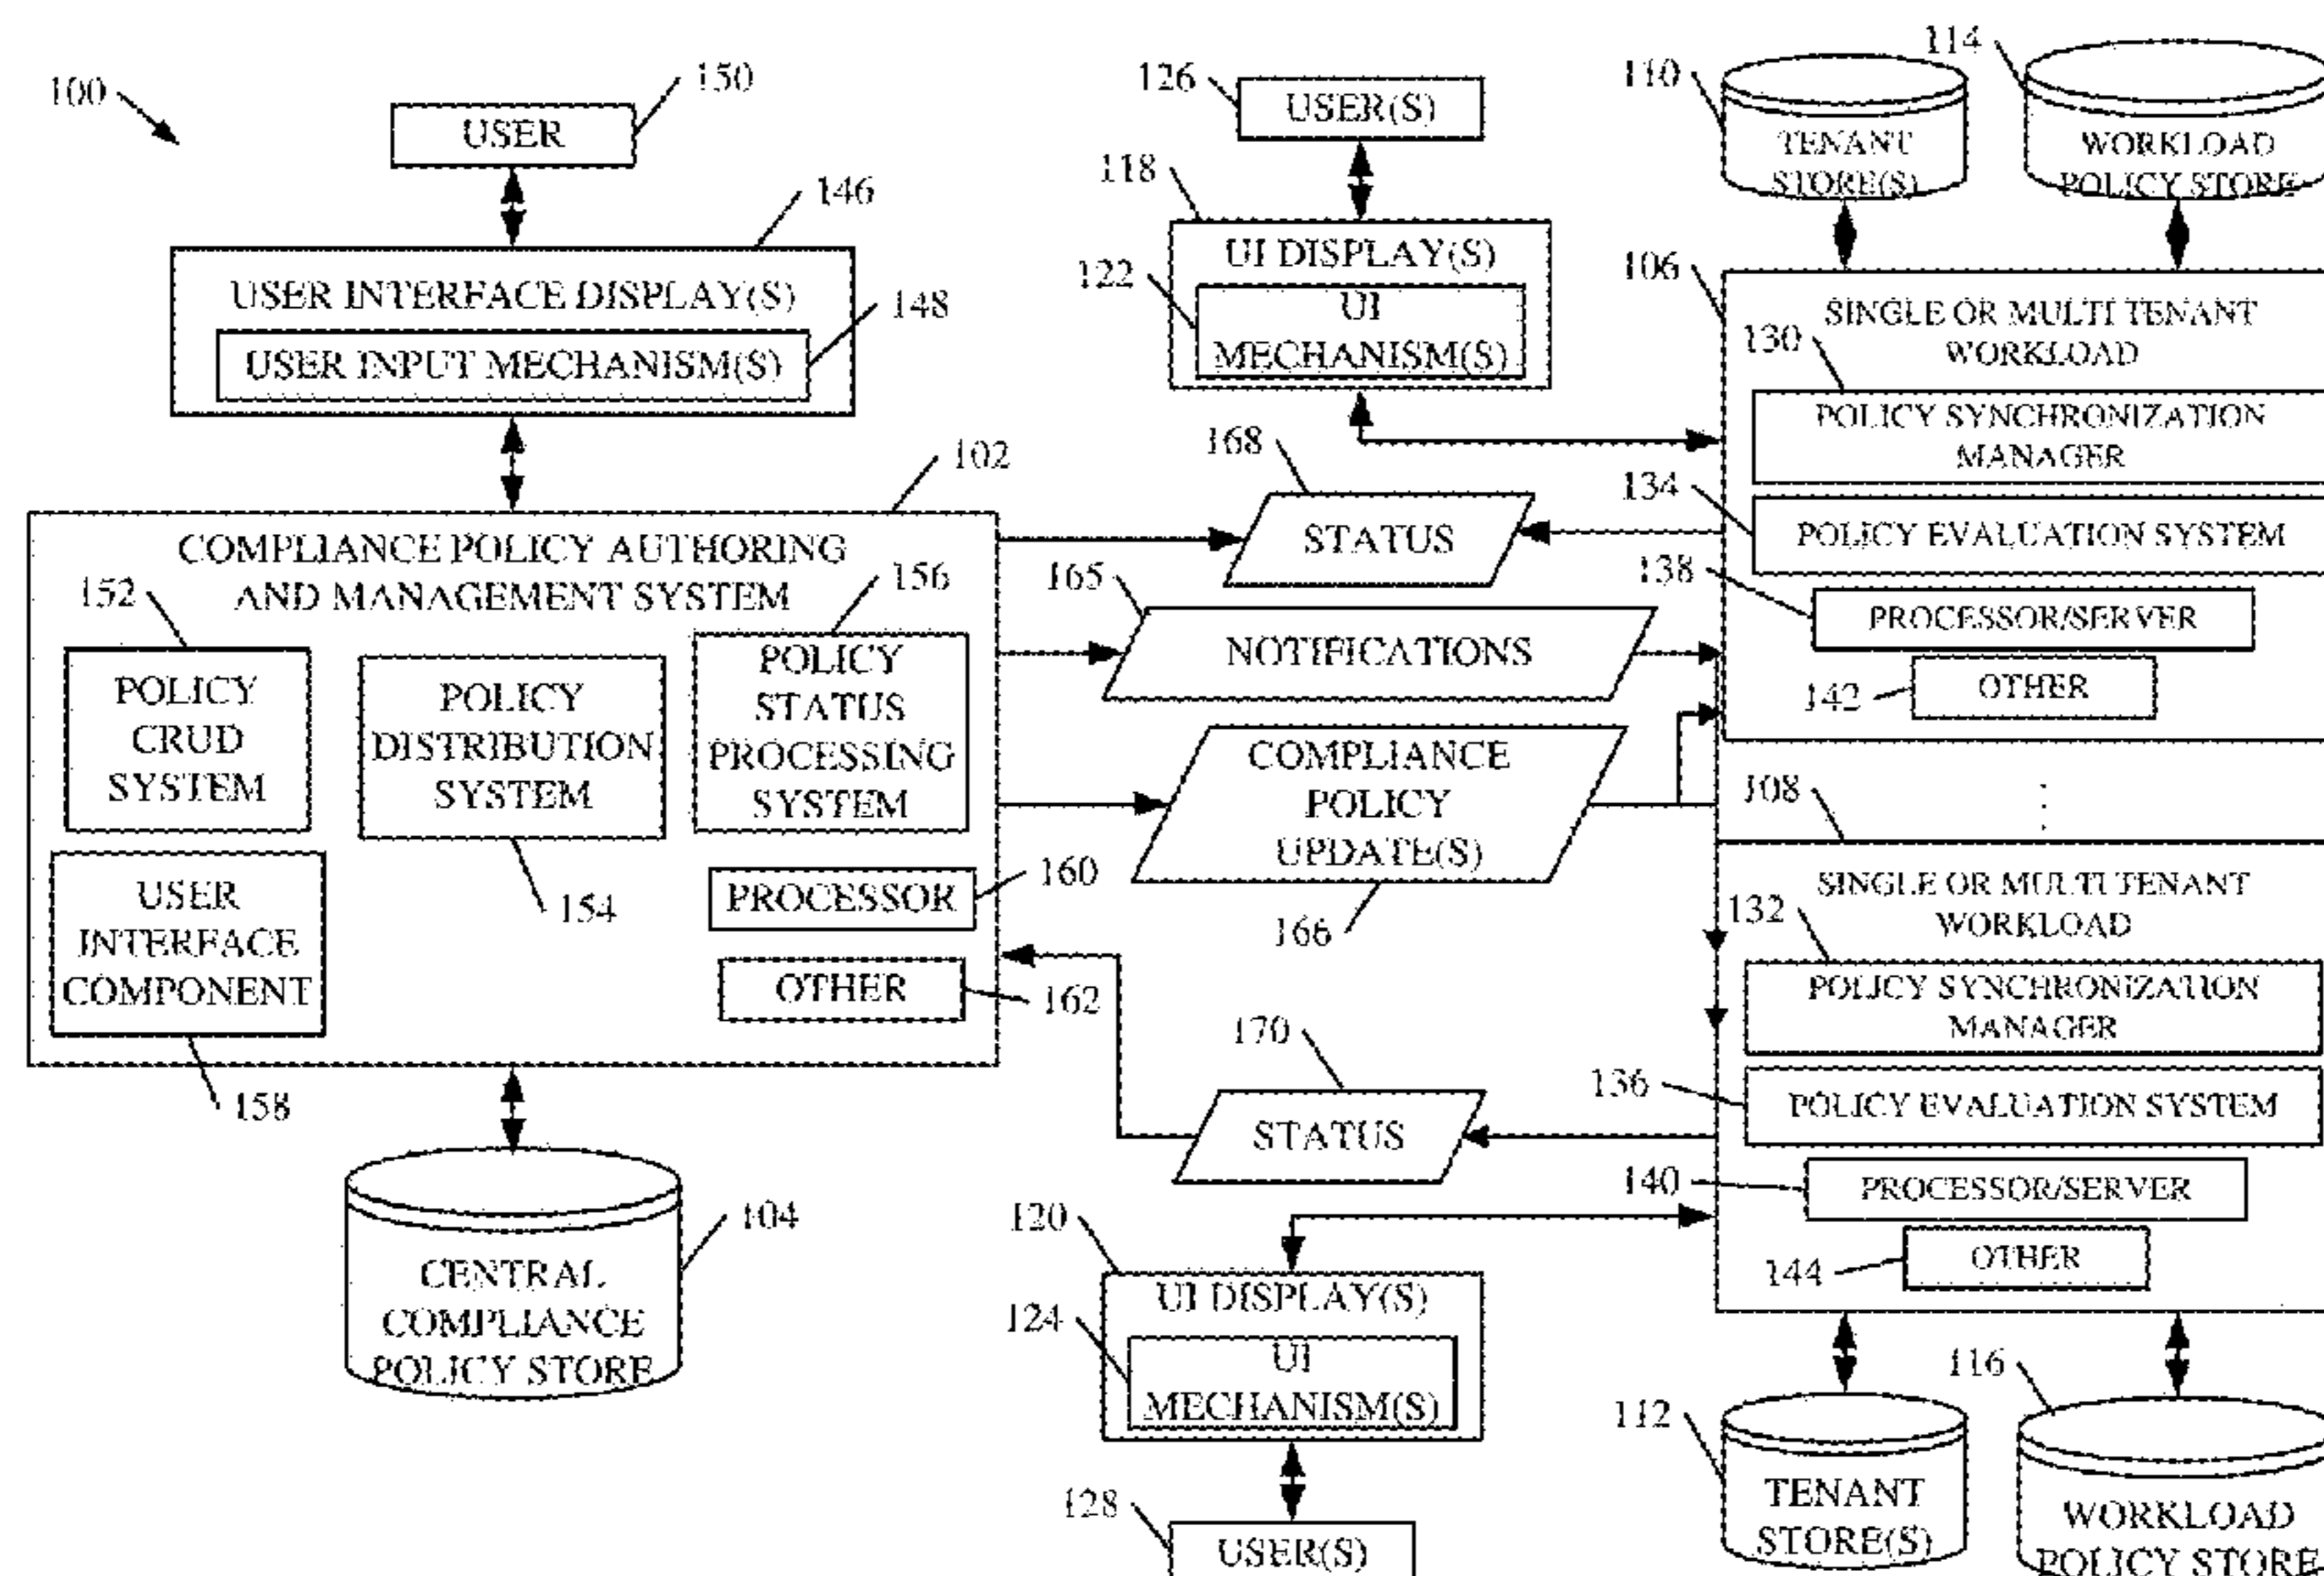 100
150
USER
146
USER INTERFACE DISPLAY(S)
148
USER INPUT MECHANISM(S)
102
COMPLIANCE POLICY AUTHORING
AND MANAGEMENT SYSTEM
152
POLICY
CRUD
SYSTEM
POLICY
DISTRIBUTION
SYSTEM
154
156
POLICY
STATUS
PROCESSING
SYSTEM
USER
INTERFACE
COMPONENT
158
PROCESSOR
160
OTHER
162
CENTRAL
COMPLIANCE
POLICY STORE
104
126
USER(S)
118
UI DISPLAY(S)
122
UI
MECHANISM(S)
168
STATUS
165
NOTIFICATIONS
COMPLIANCE
POLICY
UPDATE(S)
166
170
STATUS
120
UI DISPLAY(S)
124
UI
MECHANISM(S)
128
USER(S)
110
TENANT
STORE(S)
114
WORKLOAD
POLICY STORE
106
SINGLE OR MULTI TENANT
WORKLOAD
130
POLICY SYNCHRONIZATION
MANAGER
134
POLICY EVALUATION SYSTEM
138
PROCESSOR/SERVER
142
OTHER
108
SINGLE OR MULTI TENANT
WORKLOAD
132
POLICY SYNCHRONIZATION
MANAGER
136
POLICY EVALUATION SYSTEM
140
PROCESSOR/SERVER
144
OTHER
112
TENANT
STORE(S)
116
WORKLOAD
POLICY STORE